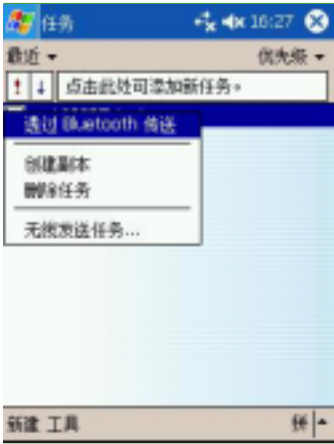 任务 16:27
最近 优先级
! ↓ 点击此处可添加新任务。
透过 Bluetooth 传送
创建副本
删除任务
无线发送任务...
新建 工具 拼